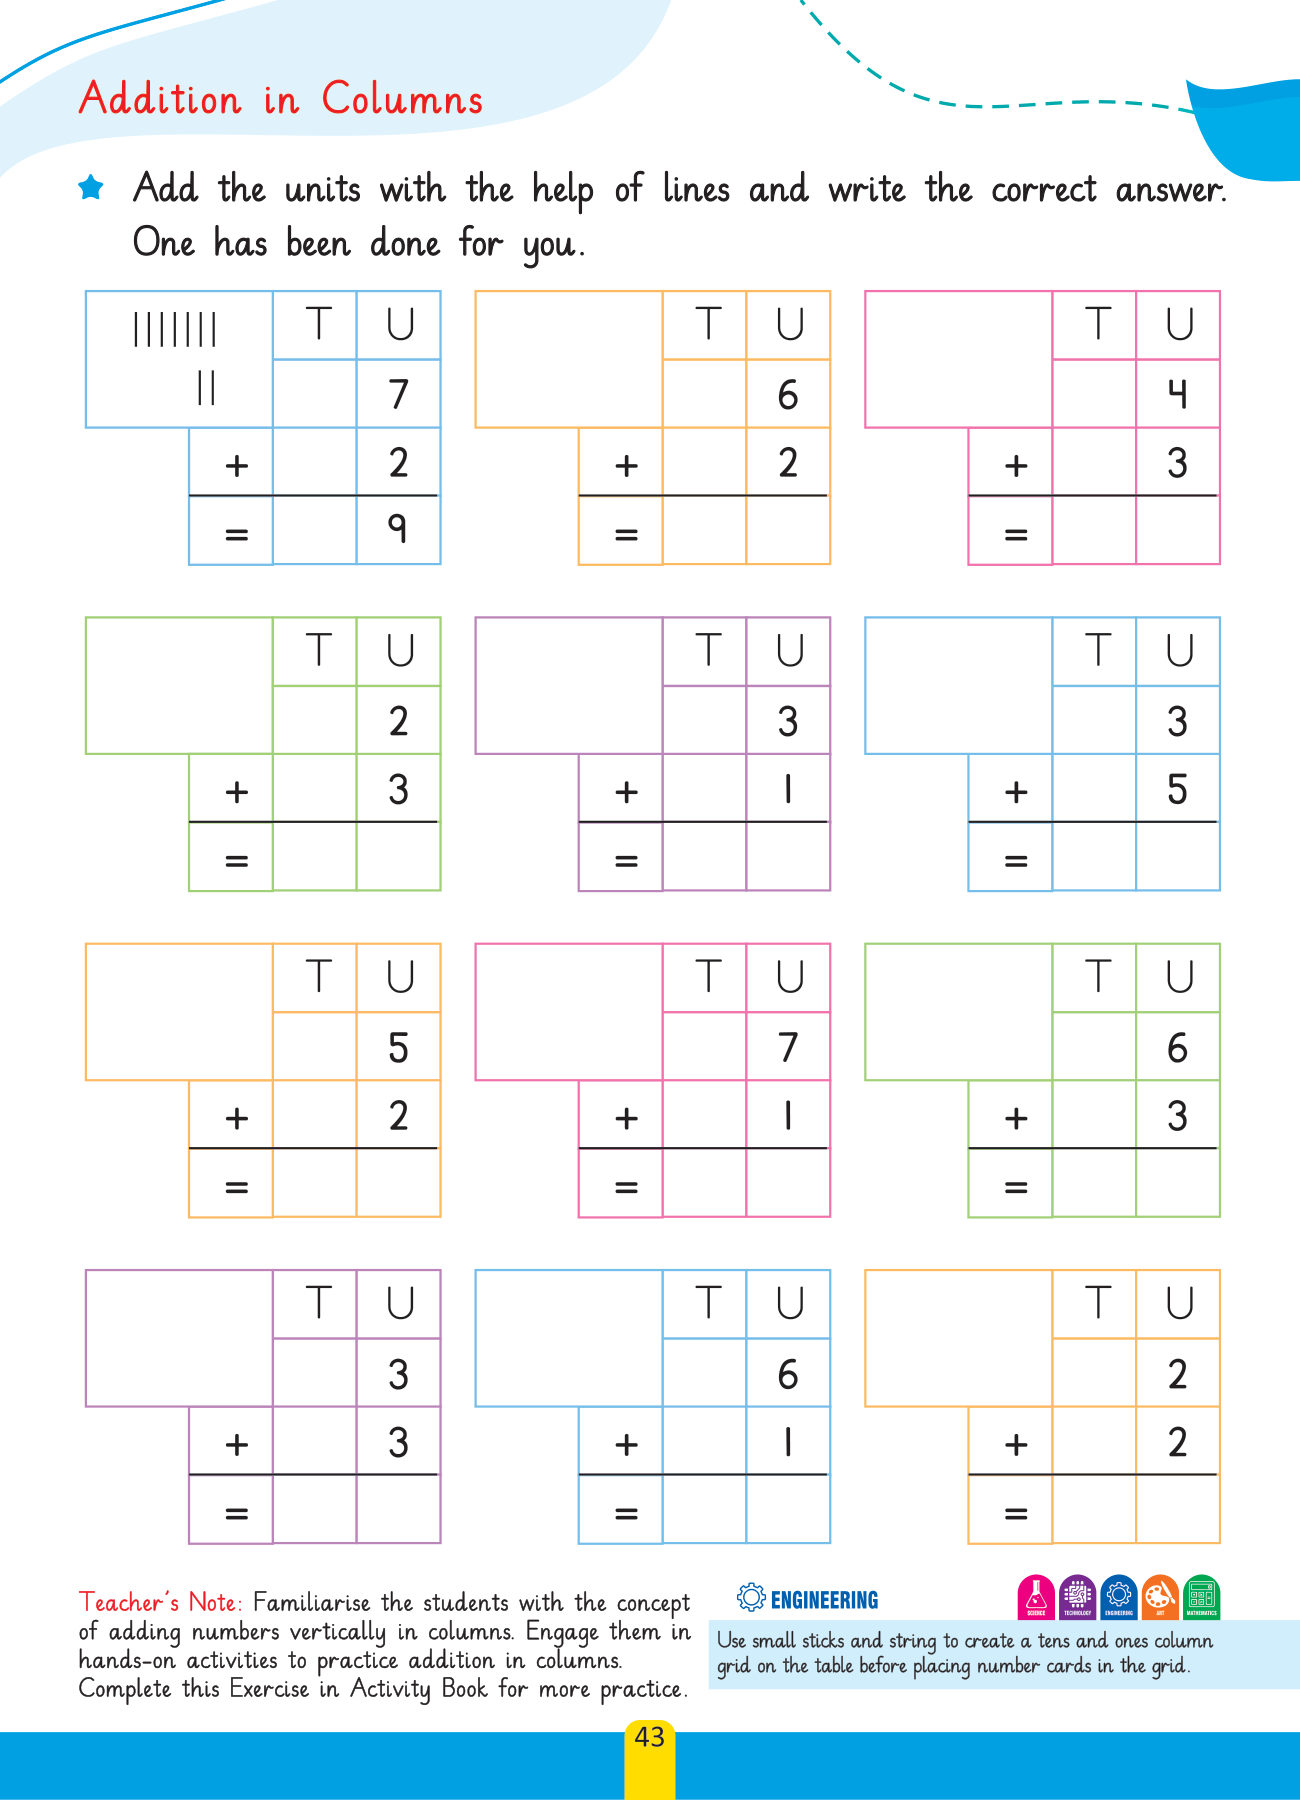 Addition in Columns
Add the units with the help of lines and write the correct answer.
One has been done for you.
T U T U T U
7 6 4
+ 2 + 2 + 3
= 9 = =
T U T U T U
2 3 3
+ 3 + 1 + 5
= = =
T U T U T U
5 7 6
+ 2 + 1 + 3
= = =
T U T U T U
3 6 2
+ 3 + 1 + 2
= = =
Teacher's Note: Familiarise the students with the concept
of adding numbers vertically in columns. Engage them in
hands-on activities to practice addition in columns.
Complete this Exercise in Activity Book for more practice.
ENGINEERING
SCIENCE TECHNOLOGY ENGINEERING ART MATHEMATICS
Use small sticks and string to create a tens and ones column
grid on the table before placing number cards in the grid.
43